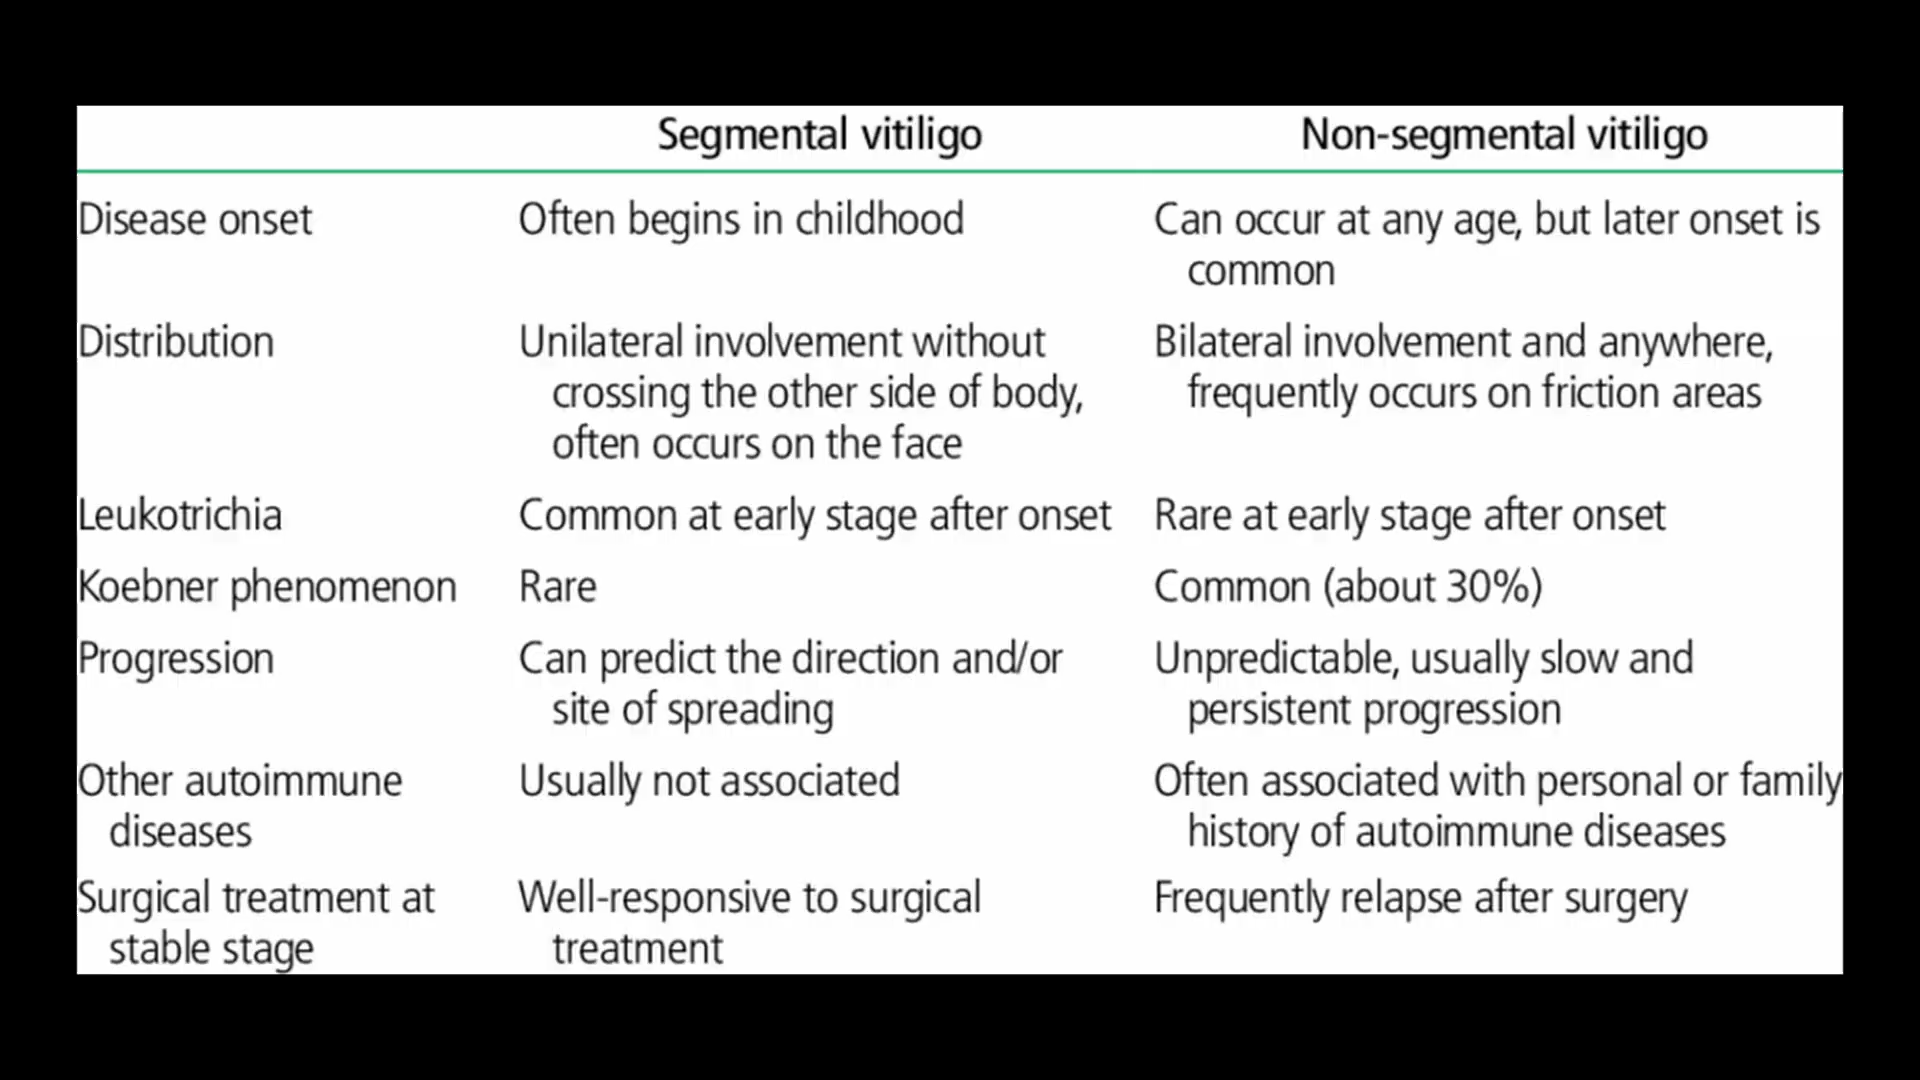 Segmental vitiligo Non-segmental vitiligo
Disease onset Often begins in childhood Can occur at any age, but later onset is
common
Distribution Unilateral involvement without Bilateral involvement and anywhere,
crossing the other side of body, frequently occurs on friction areas
often occurs on the face
Leukotrichia Common at early stage after onset Rare at early stage after onset
Koebner phenomenon Rare Common (about 30%)
Progression Can predict the direction and/or Unpredictable, usually slow and
site of spreading persistent progression
Other autoimmune Usually not associated Often associated with personal or family
diseases history of autoimmune diseases
Surgical treatment at Well-responsive to surgical Frequently relapse after surgery
stable stage treatment